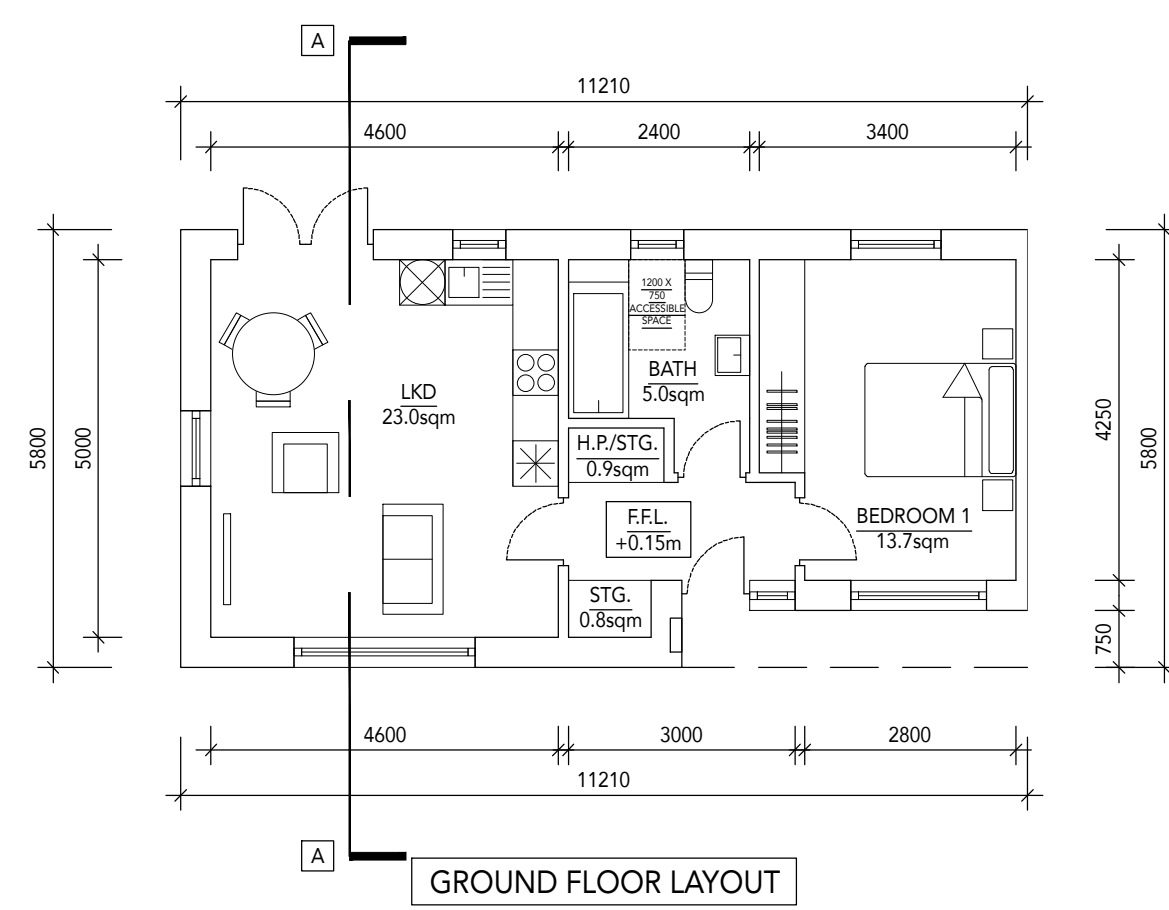 A
11210
4600
2400
3400
1200 X
750
ACCESSIBLE
SPACE
BATH
5.0sqm
LKD
23.0sqm
H.P./STG.
0.9sqm
F.F.L.
+0.15m
BEDROOM 1
13.7sqm
STG.
0.8sqm
5800
5000
4250
5800
750
4600
3000
2800
11210
A
GROUND FLOOR LAYOUT